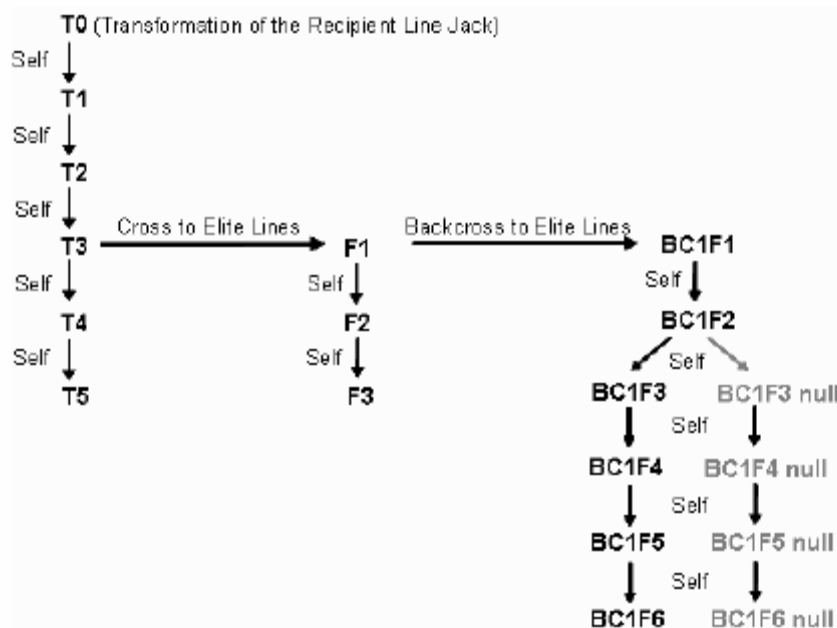 T0 (Transformation of the Recipient Line Jack)
Self
T1
Self
T2
Self
T3 Cross to Elite Lines F1 Backcross to Elite Lines BC1F1
Self Self Self
T4 F2 BC1F2
Self Self Self
T5 F3 BC1F3 BC1F3 null
Self
BC1F4 BC1F4 null
Self
BC1F5 BC1F5 null
Self
BC1F6 BC1F6 null